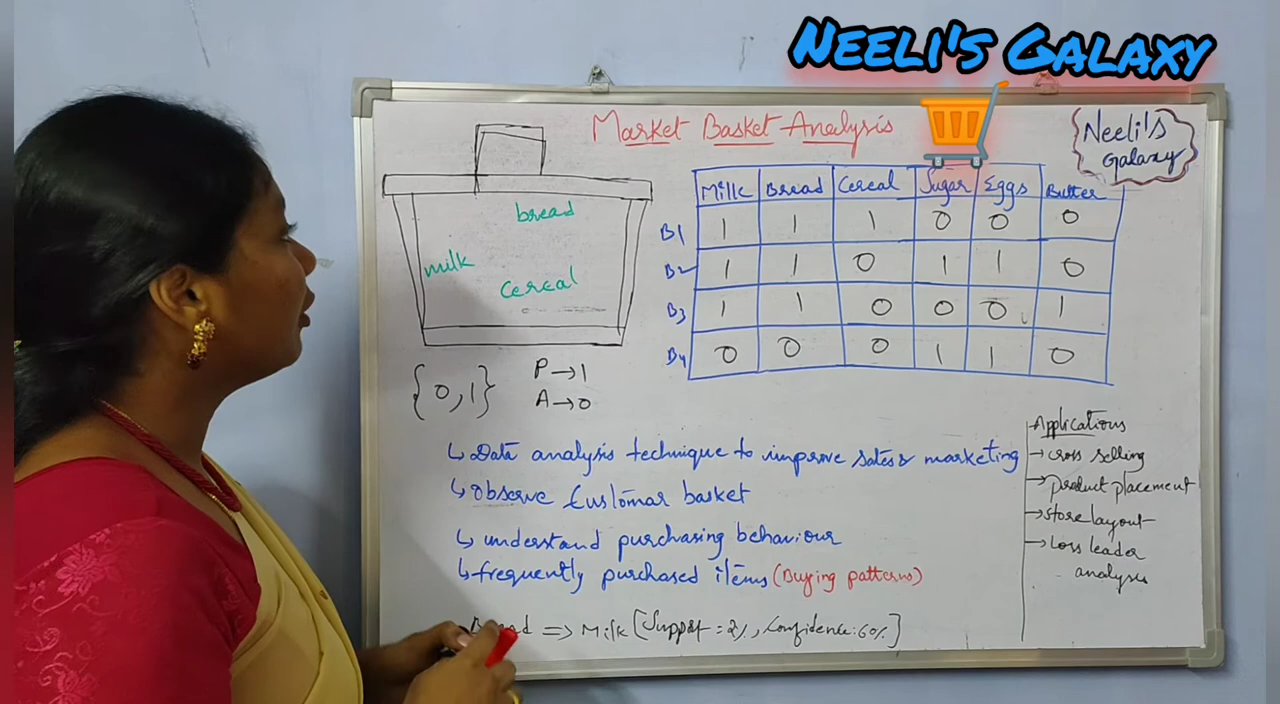 NEELI'S GALAXY
Market Basket Analysis
Neeli's
Galaxy
bread
milk
Cereal
Milk Bread Cereal Sugar Eggs Butter
B1 1 1 1 0 0 0
B2 1 1 0 1 1 0
B3 1 1 0 0 0 1
B4 0 0 0 1 1 0
{0,1}
P→1
A→0
↳ Data analysis technique to improve sales & marketing
↳ Observe Customar basket
↳ understand purchasing behaviour
↳ frequently purchased items (Buying patterns)
Bread => Milk [Support = 2%, Confidence: 60%]
Applications
→ cross selling
→ product placement
→ store layout
→ Loss leader
analysis